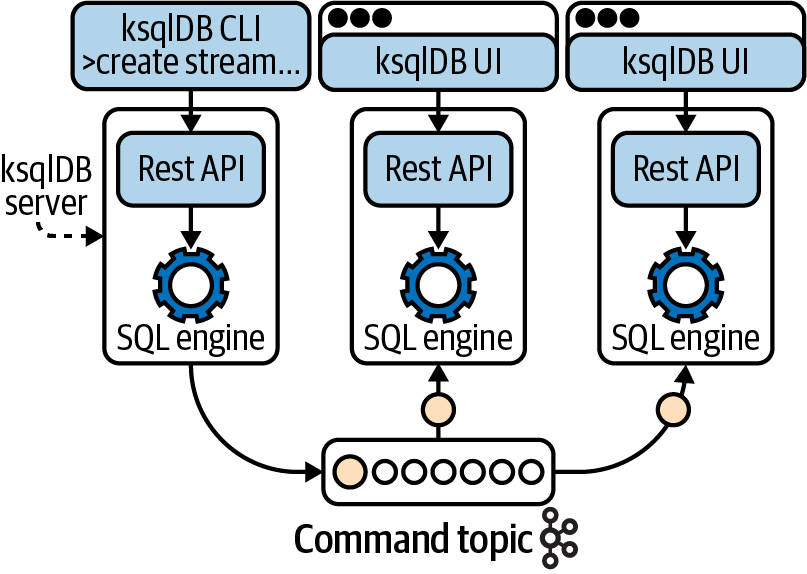 ksqlDB CLI
>create stream...
ksqlDB UI
ksqlDB UI
Rest API
Rest API
Rest API
ksqlDB
server
SQL engine
SQL engine
SQL engine
Command topic